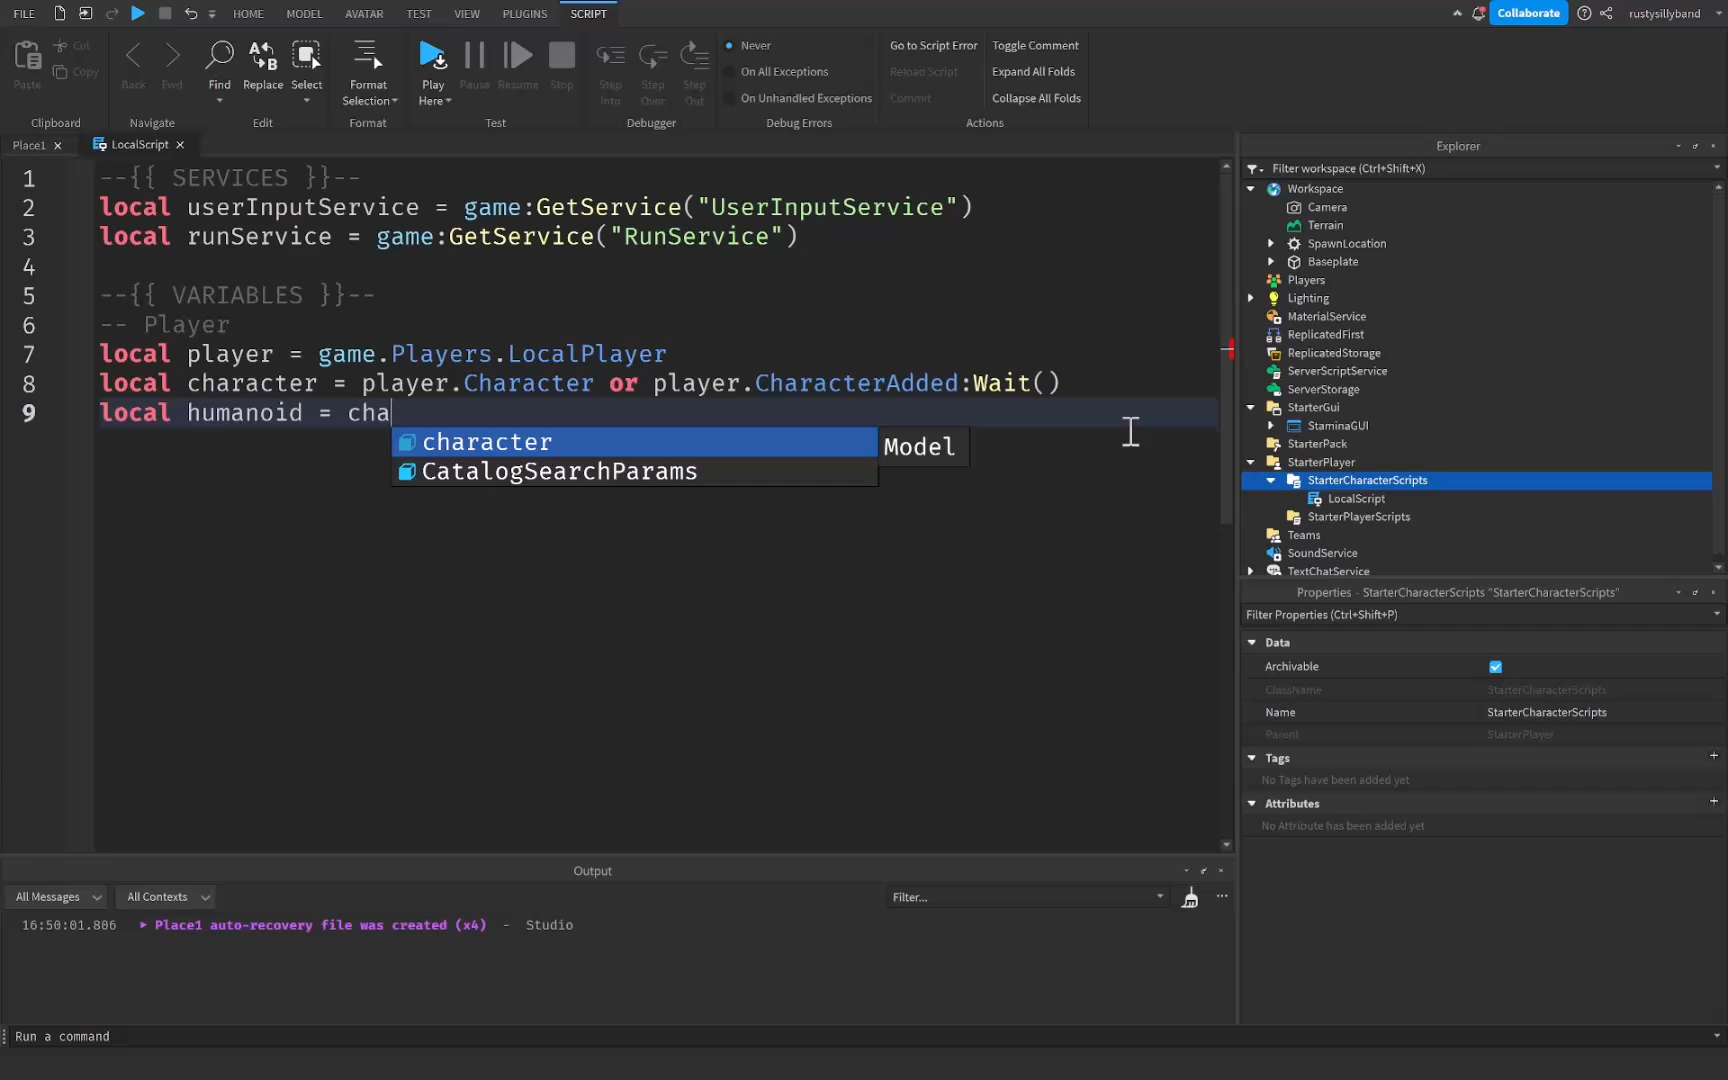 FILE HOME MODEL AVATAR TEST VIEW PLUGINS SCRIPT Collaborate rustysillyband
Paste Cut Copy Back Fwd Find Replace Select Format Selection Play Here Pause Resume Stop Step Into Step Over Step Out
Never
On All Exceptions
On Unhandled Exceptions
Go to Script Error Toggle Comment
Reload Script Expand All Folds
Commit Collapse All Folds
Clipboard Navigate Edit Format Test Debugger Debug Errors Actions
Place1 LocalScript
1 --{{ SERVICES }}--
2 local userInputService = game:GetService("UserInputService")
3 local runService = game:GetService("RunService")
4
5 --{{ VARIABLES }}--
6 -- Player
7 local player = game.Players.LocalPlayer
8 local character = player.Character or player.CharacterAdded:Wait()
9 local humanoid = cha
character Model
CatalogSearchParams
Explorer
Filter workspace (Ctrl+Shift+X)
Workspace
Camera
Terrain
SpawnLocation
Baseplate
Players
Lighting
MaterialService
ReplicatedFirst
ReplicatedStorage
ServerScriptService
ServerStorage
StarterGui
StaminaGUI
StarterPack
StarterPlayer
StarterCharacterScripts
LocalScript
StarterPlayerScripts
Teams
SoundService
TextChatService
Properties - StarterCharacterScripts "StarterCharacterScripts"
Filter Properties (Ctrl+Shift+P)
Data
Archivable
ClassName StarterCharacterScripts
Name StarterCharacterScripts
Parent StarterPlayer
Tags +
No Tags have been added yet
Attributes +
No Attribute has been added yet
Output
All Messages All Contexts Filter... ...
16:50:01.806 Place1 auto-recovery file was created (x4) - Studio
Run a command